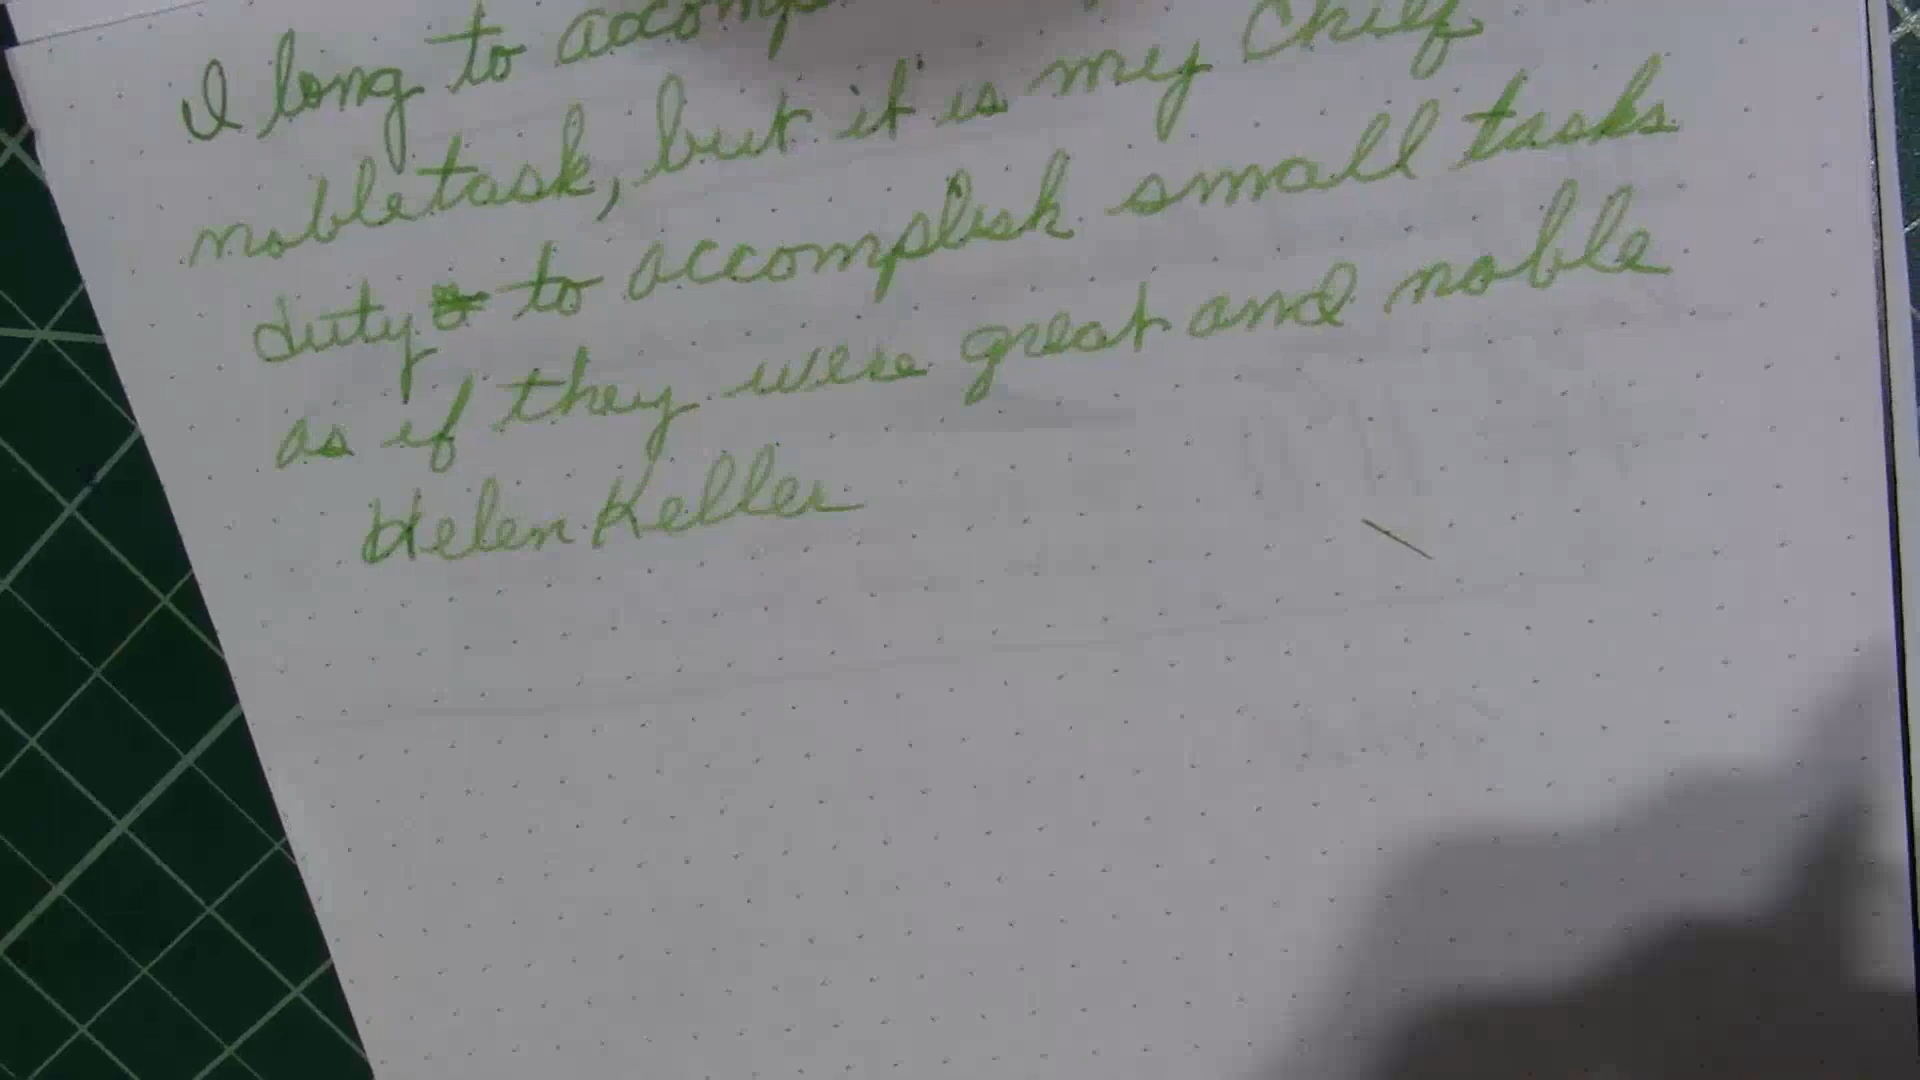 I long to accomp
noble task, but it is my Chief
duty to accomplish small tasks
as if they were great and noble
Helen Keller